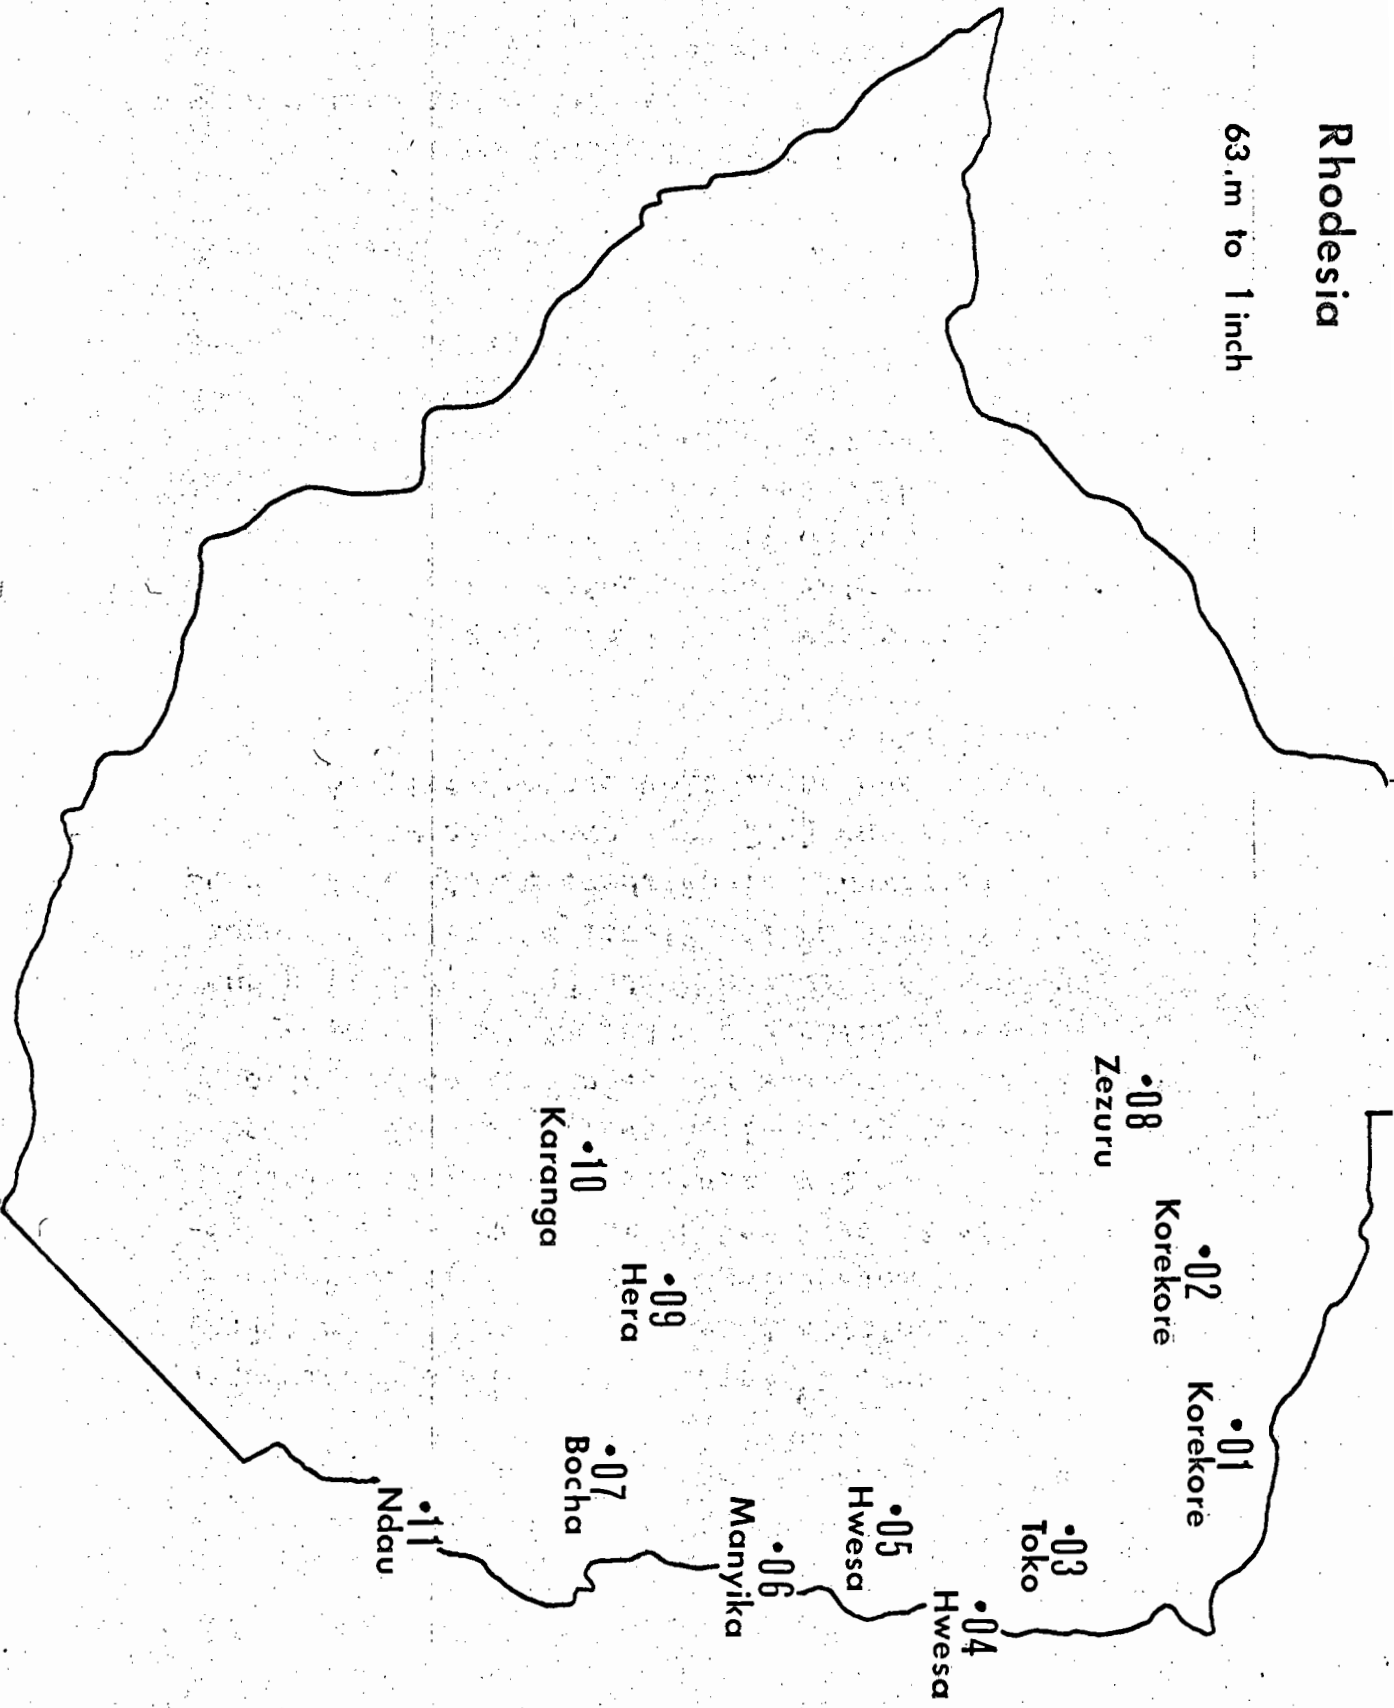 Rhodesia
63.m to 1 inch
•01
Korekore
•02
Korekore
•08
Zezuru
•03
Toko
•04
Hwesa
•05
Hwesa
•06
Manyika
•09
Hera
•07
Bocha
•10
Karanga
•11
Ndau